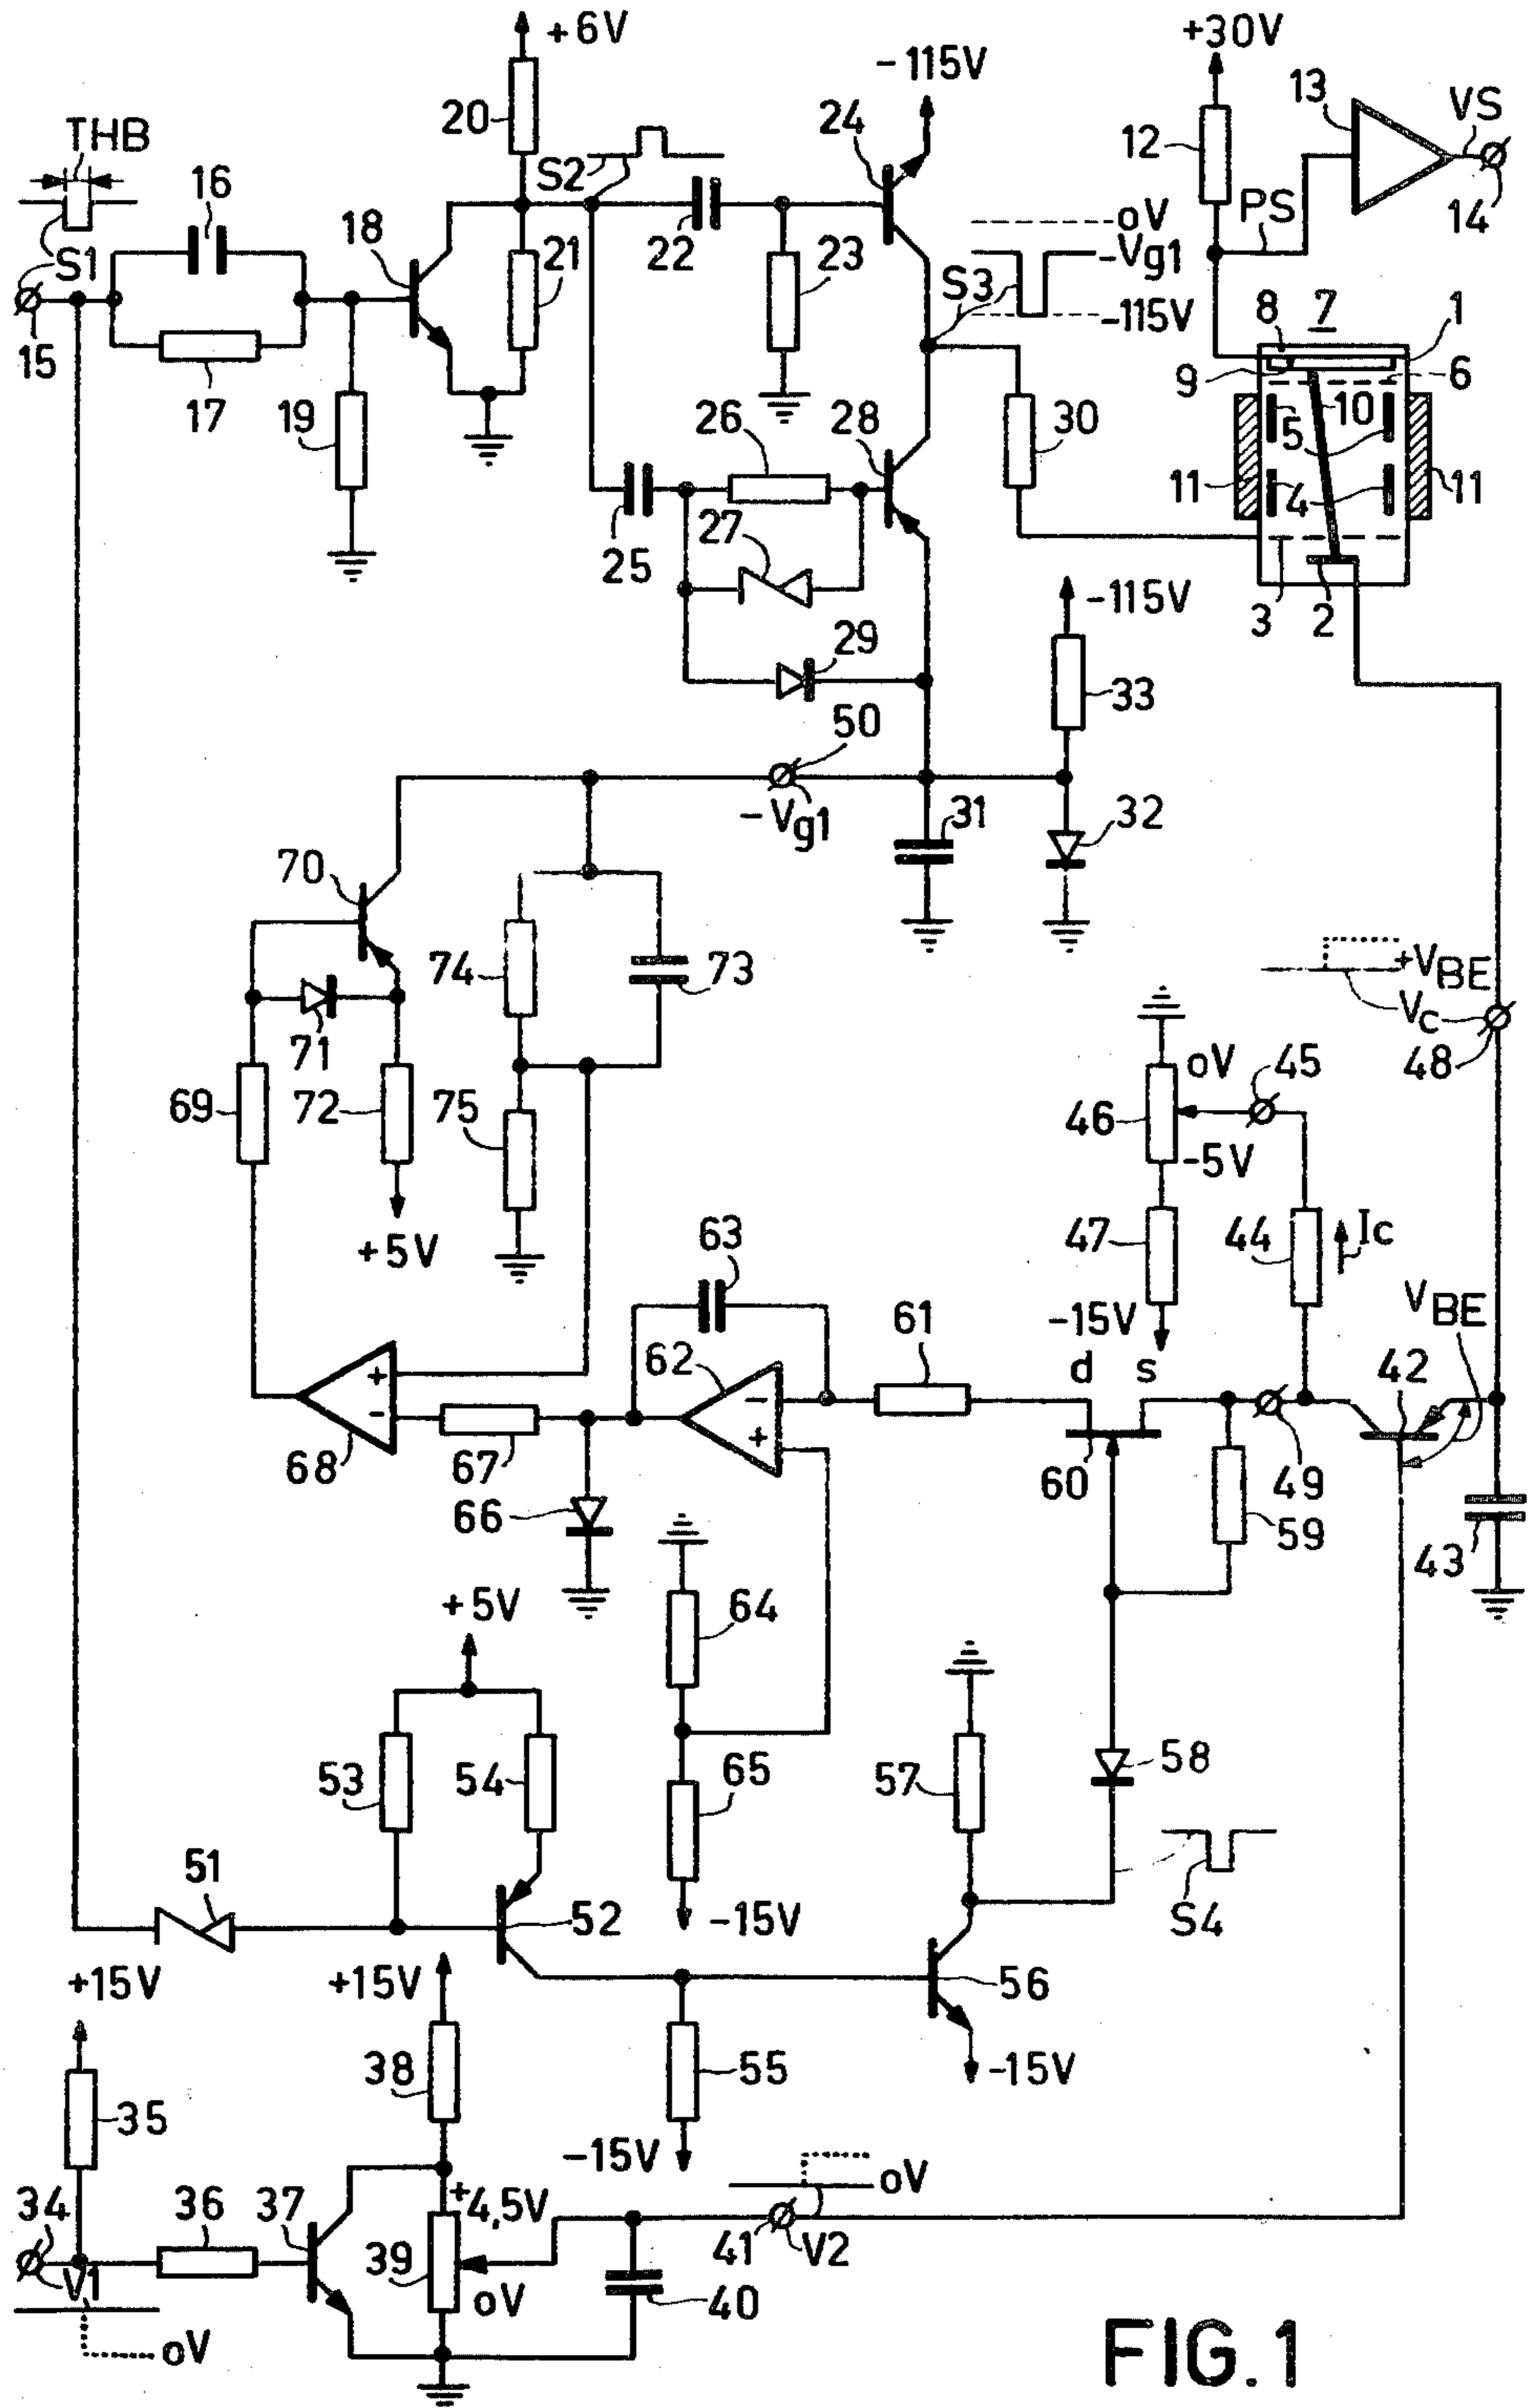 +6V
+30V
-115V
20
24
13
VS
THB
12
S2
16
18
oV
PS
14
S1
22
21
23
-Vg1
S3
8
7
1
15
-115V
9
6
17
19
26
28
30
10
5
11
4
11
25
27
-115V
3
2
29
33
50
-Vg1
31
32
70
74
73
+VBE
Vc
71
oV
45
48
69
72
75
46
-5V
+5V
63
47
44
Ic
61
-15V
VBE
62
d
s
42
+
-
-
+
68
67
60
49
66
59
43
+5V
64
53
54
65
57
58
51
52
-15V
S4
+15V
+15V
56
38
55
-15V
35
-15V
oV
34
36
37
+4,5V
41
V2
V1
39
oV
40
oV
FIG.1